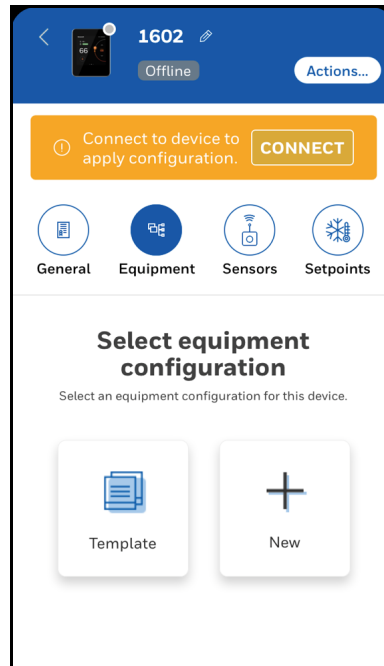 1602
Offline
Actions...
Connect to device to
apply configuration.
CONNECT
General
Equipment
Sensors
Setpoints
Select equipment
configuration
Select an equipment configuration for this device.
Template
New